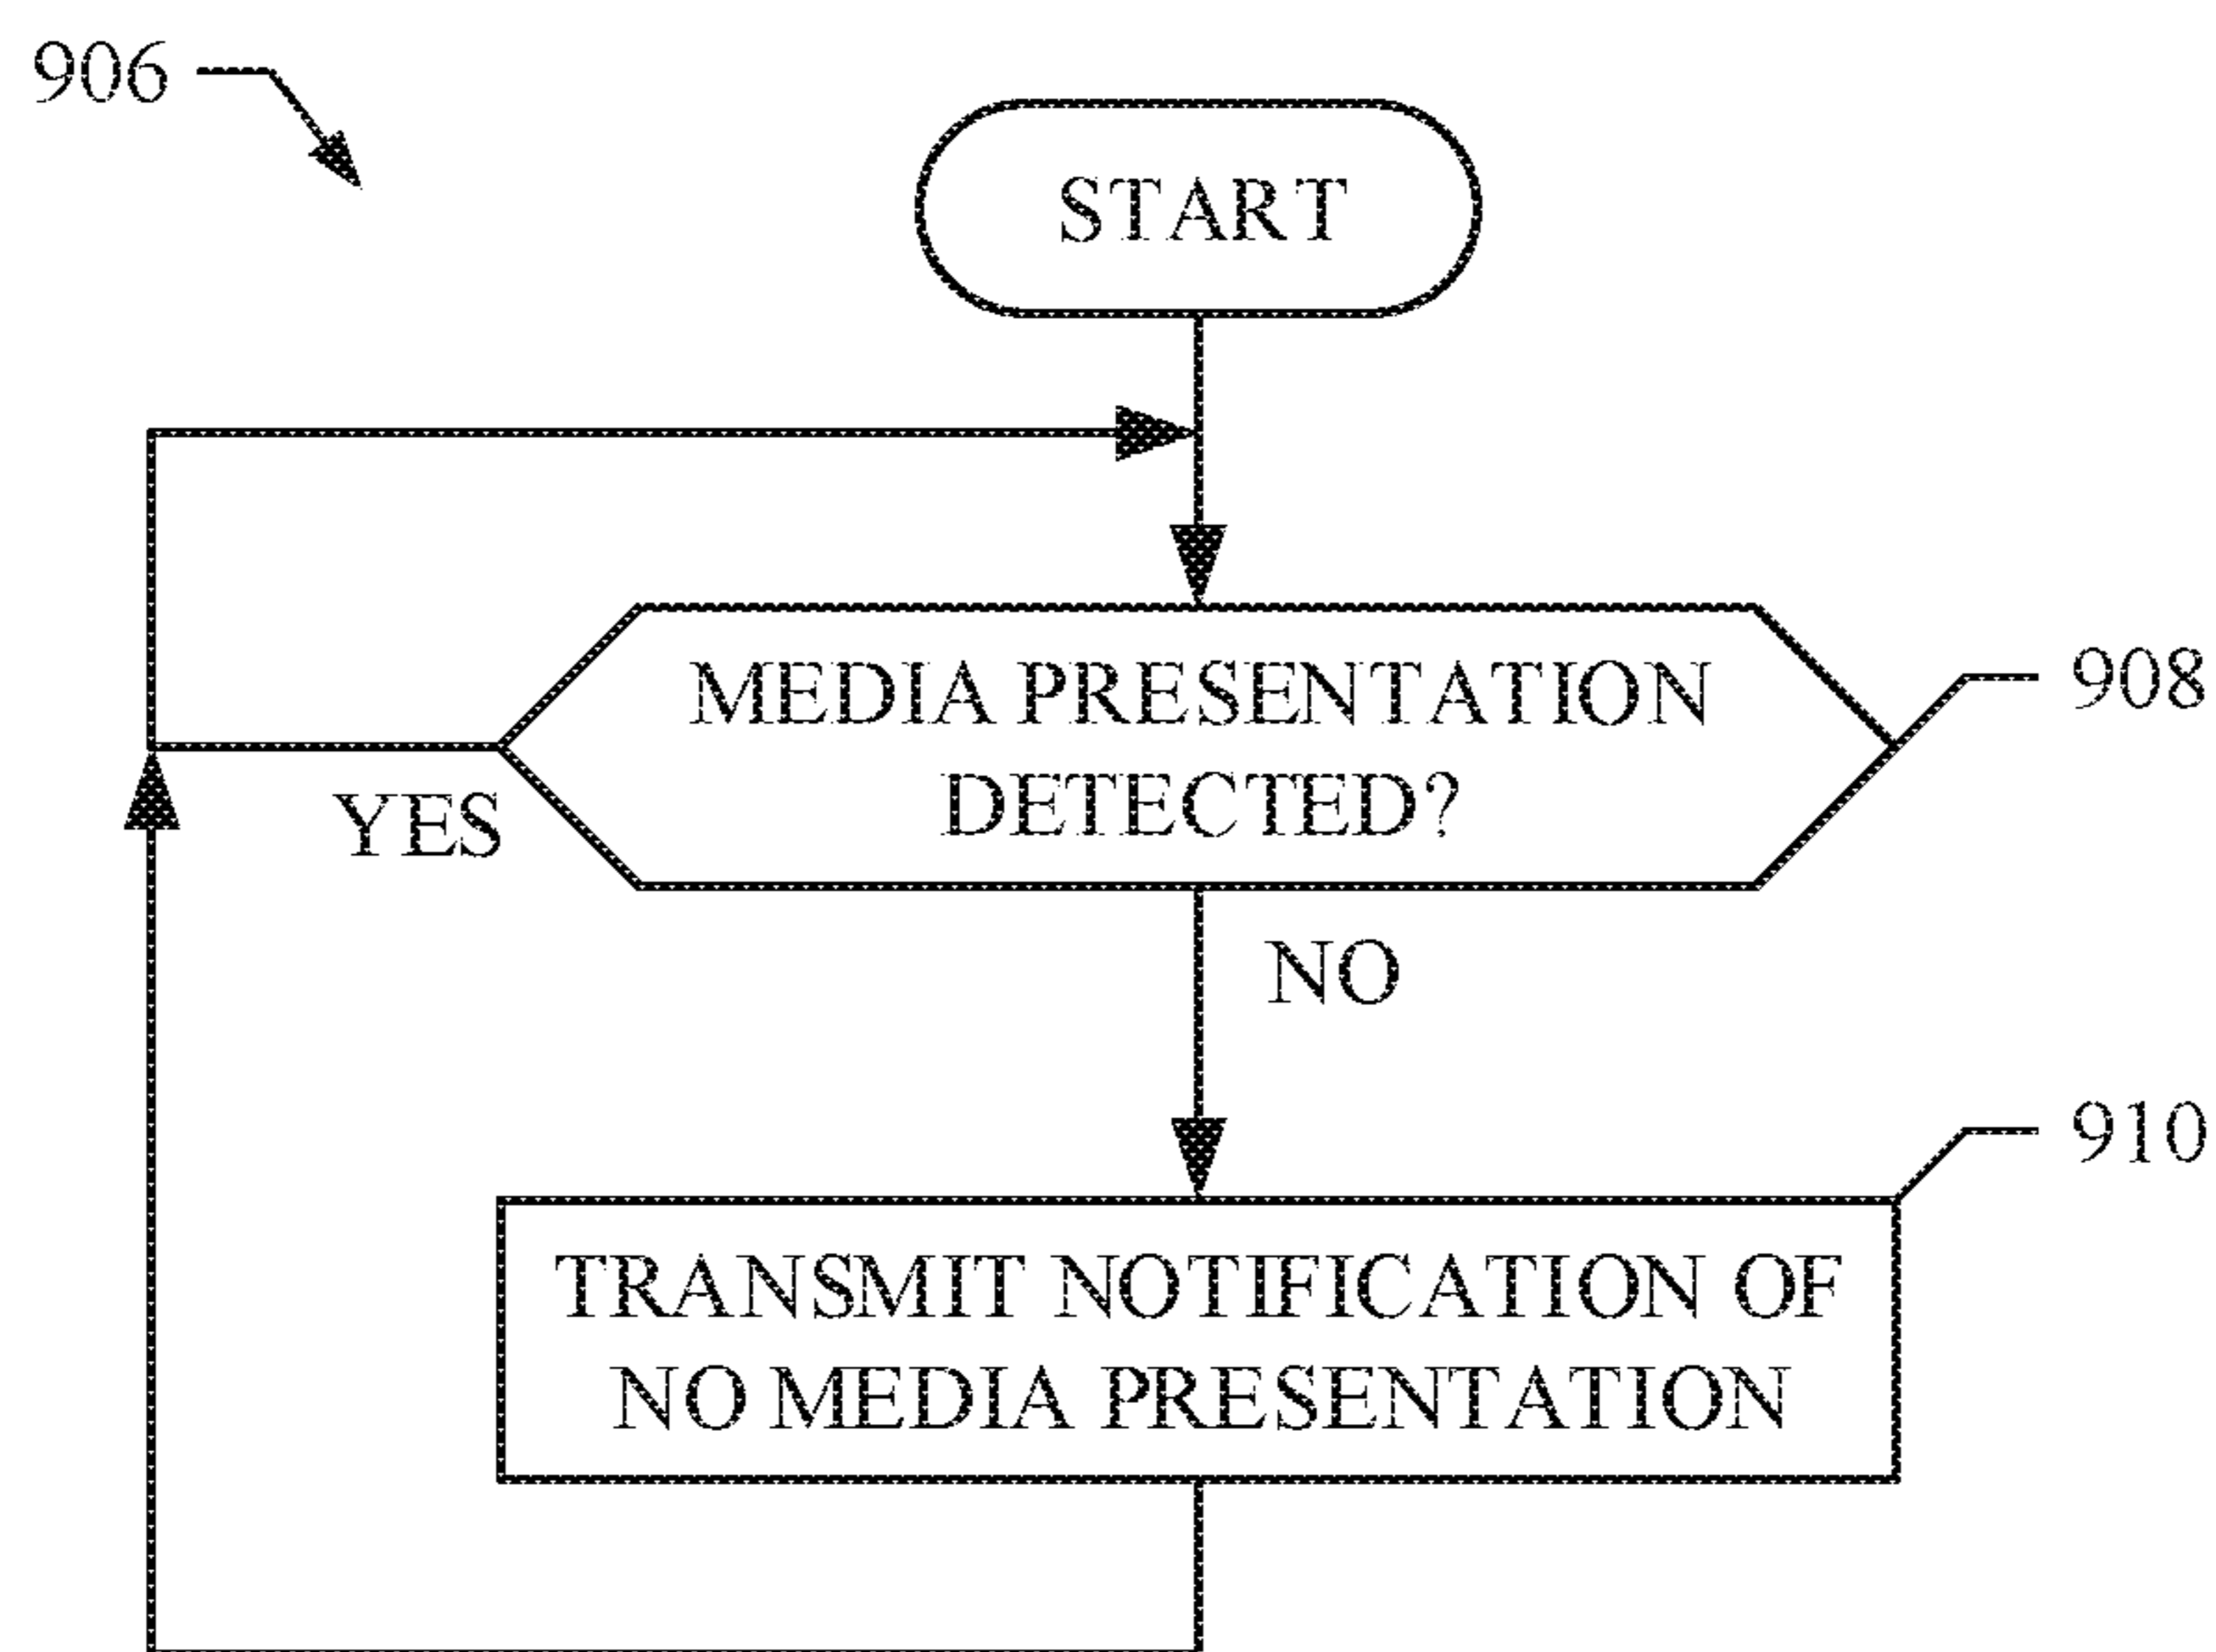 906
START
MEDIA PRESENTATION
DETECTED?
908
YES
NO
910
TRANSMIT NOTIFICATION OF
NO MEDIA PRESENTATION